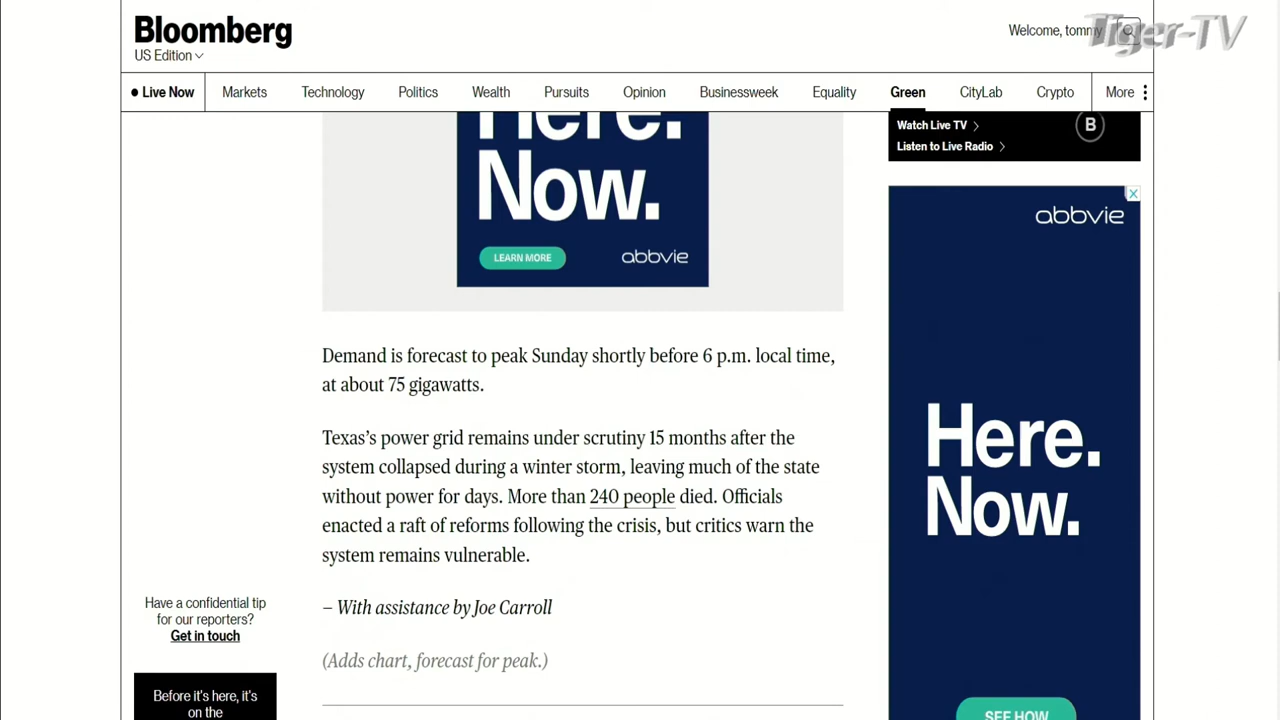 Bloomberg
US Edition
Welcome, tommy
Tiger-TV
Live Now
Markets
Technology
Politics
Wealth
Pursuits
Opinion
Businessweek
Equality
Green
CityLab
Crypto
More
Here.
Now.
LEARN MORE
abbvie
Watch Live TV
Listen to Live Radio
B
abbvie
Here.
Now.
SEE HOW
Demand is forecast to peak Sunday shortly before 6 p.m. local time,
at about 75 gigawatts.
Texas's power grid remains under scrutiny 15 months after the
system collapsed during a winter storm, leaving much of the state
without power for days. More than 240 people died. Officials
enacted a raft of reforms following the crisis, but critics warn the
system remains vulnerable.
– With assistance by Joe Carroll
(Adds chart, forecast for peak.)
Have a confidential tip
for our reporters?
Get in touch
Before it's here, it's
on the